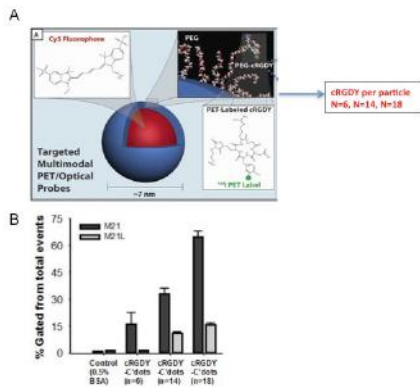 A
Cy5 Fluorophore
PEG
PEG-cRGDY
cRGDY per particle
N=6, N=14, N=18
PET-Labeled cRGDY
Targeted
Multimodal
PET/Optical
Probes
PET Label
~7 nm
B
M21
M21L
% Gated from total events
75
60
45
30
15
0
Control
(0.5%
BSA)
cRGDY
-C'dots
(n=6)
cRGDY
-C'dots
(n=14)
cRGDY
-C'dots
(n=18)